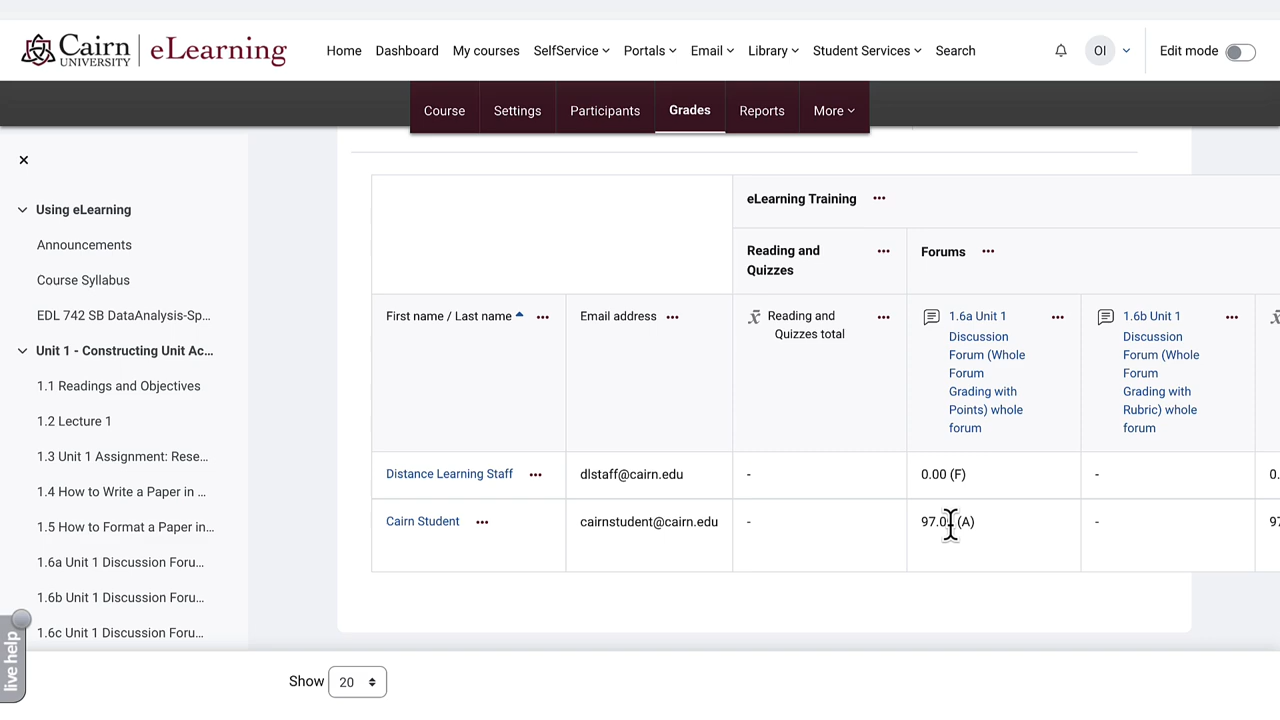 Cairn
UNIVERSITY
eLearning
Home Dashboard My courses SelfService Portals Email Library Student Services Search
OI
Edit mode
Course Settings Participants Grades Reports More
Using eLearning
Announcements
Course Syllabus
EDL 742 SB DataAnalysis-Sp...
Unit 1 - Constructing Unit Ac...
1.1 Readings and Objectives
1.2 Lecture 1
1.3 Unit 1 Assignment: Rese...
1.4 How to Write a Paper in ...
1.5 How to Format a Paper in...
1.6a Unit 1 Discussion Foru...
1.6b Unit 1 Discussion Foru...
1.6c Unit 1 Discussion Foru...
live help
eLearning Training
Reading and
Quizzes
Forums
First name / Last name
Email address
Reading and
Quizzes total
1.6a Unit 1
Discussion
Forum (Whole
Forum
Grading with
Points) whole
forum
1.6b Unit 1
Discussion
Forum (Whole
Forum
Grading with
Rubric) whole
forum
Distance Learning Staff dlstaff@cairn.edu - 0.00 (F) - 0.
Cairn Student cairnstudent@cairn.edu - (A) - 97
Show 20